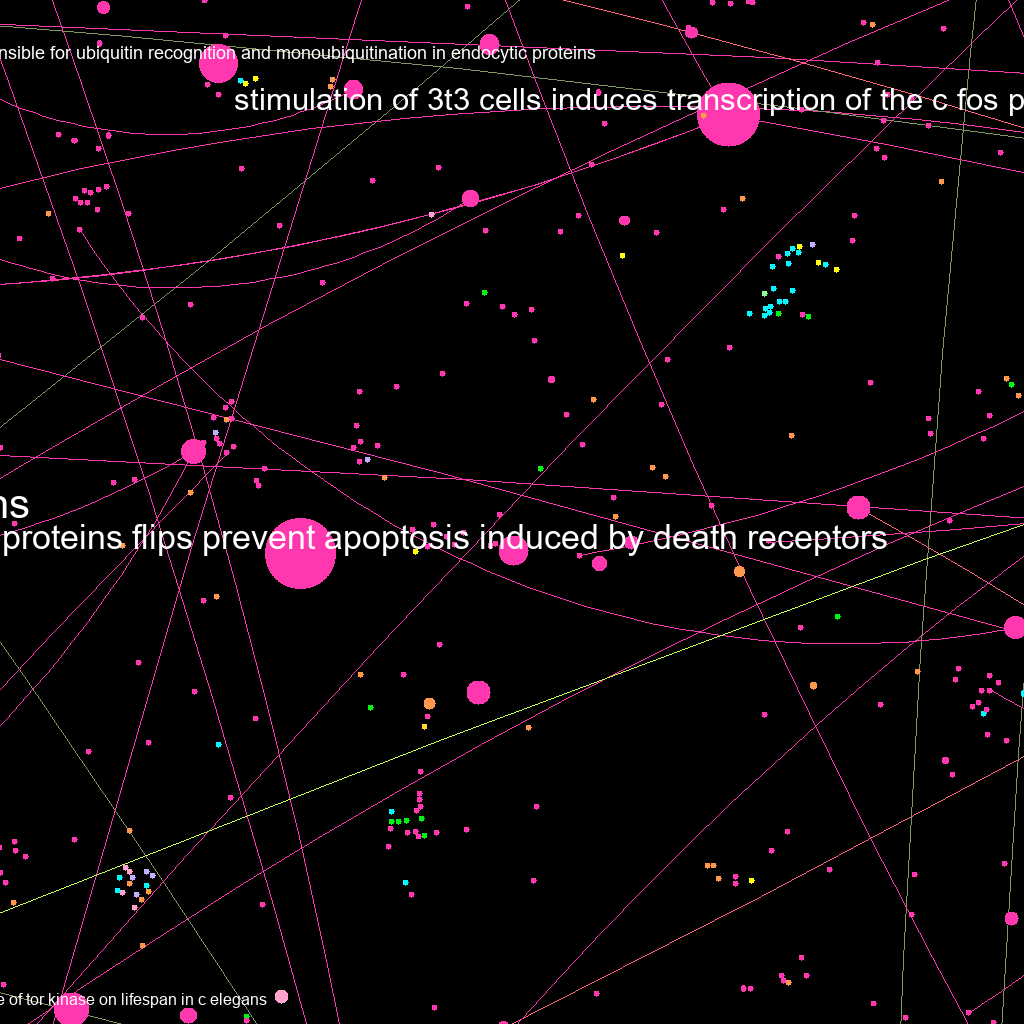 nsible for ubiquitin recognition and monoubiquitination in endocytic proteins
stimulation of 3t3 cells induces transcription of the c fos p
ns
proteins flips prevent apoptosis induced by death receptors
e of tor kinase on lifespan in c elegans